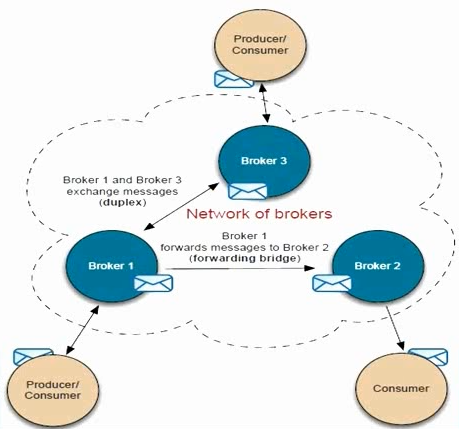 Producer/
Consumer
Broker 3
Broker 1 and Broker 3
exchange messages
(duplex)
Network of brokers
Broker 1
forwards messages to Broker 2
(forwarding bridge)
Broker 1
Broker 2
Producer/
Consumer
Consumer